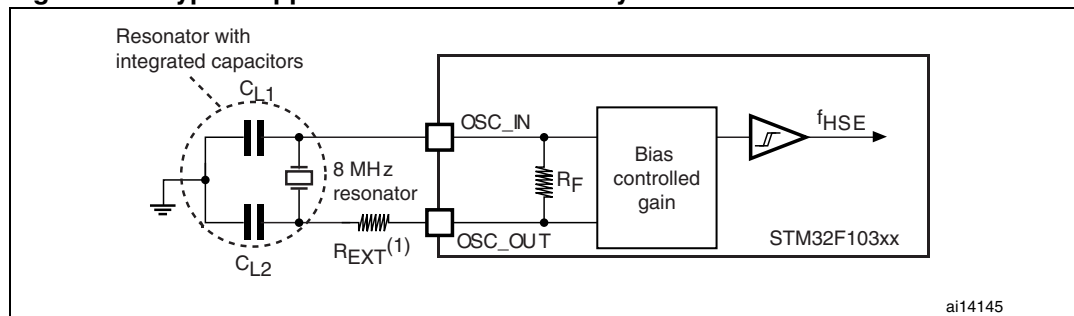 Resonator with
integrated capacitors
CL1
OSC_IN
fHSE
8 MHz
resonator
RF
Bias
controlled
gain
OSC_OUT
STM32F103xx
REXT(1)
CL2
ai14145